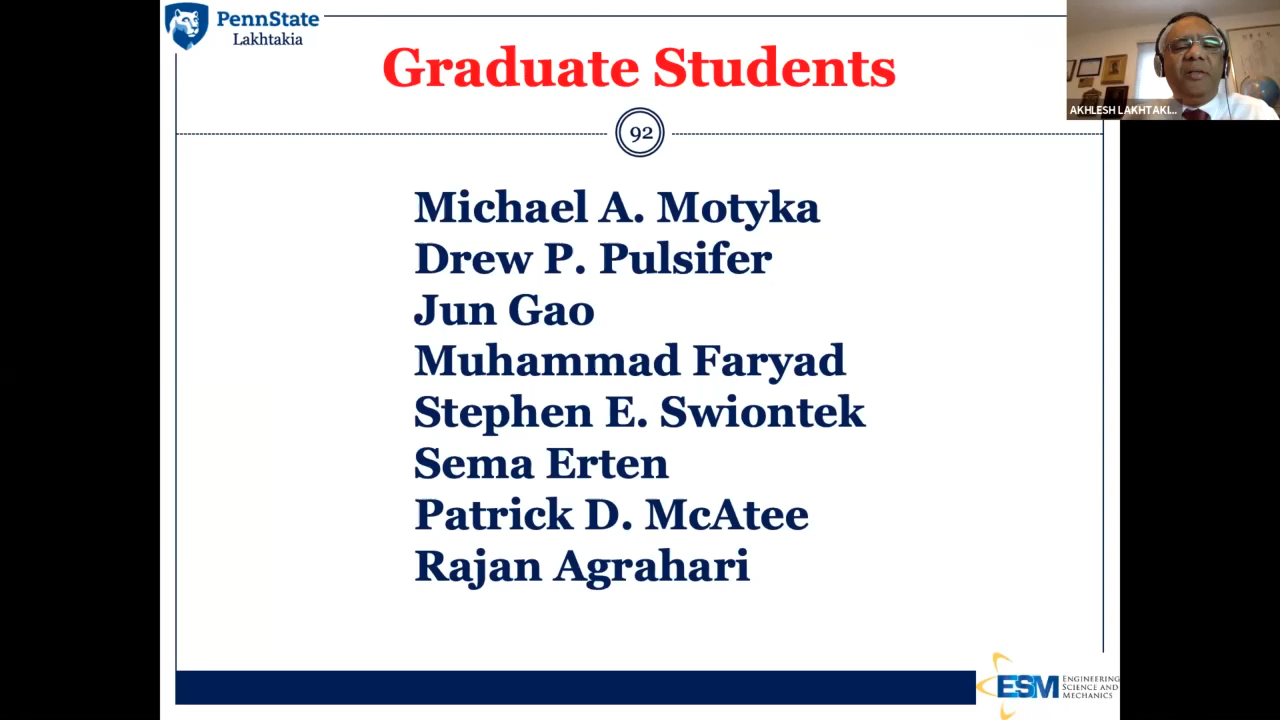 PennState
Lakhtakia
Graduate Students
92
AKHLESH LAKHTAKI...
Michael A. Motyka
Drew P. Pulsifer
Jun Gao
Muhammad Faryad
Stephen E. Swiontek
Sema Erten
Patrick D. McAtee
Rajan Agrahari
ESM
ENGINEERING
SCIENCE AND
MECHANICS